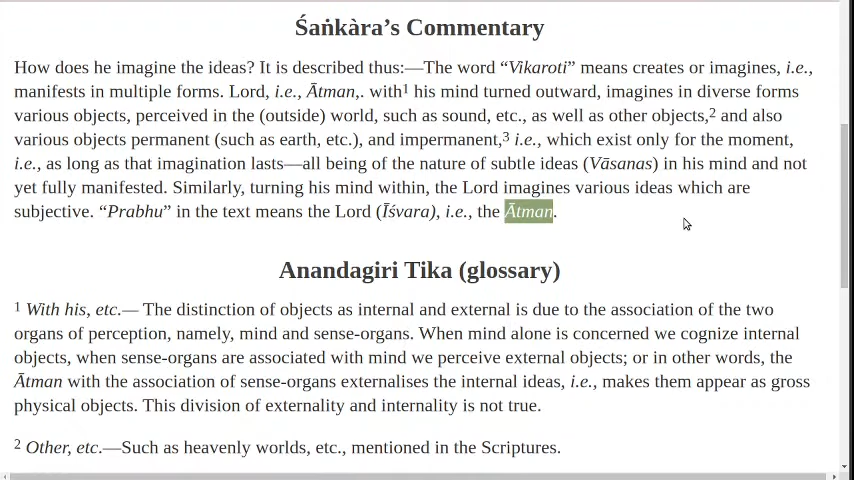 Śaṅkàra’s Commentary
How does he imagine the ideas? It is described thus:—The word “Vikaroti” means creates or imagines, i.e.,
manifests in multiple forms. Lord, i.e., Ātman,. with¹ his mind turned outward, imagines in diverse forms
various objects, perceived in the (outside) world, such as sound, etc., as well as other objects,² and also
various objects permanent (such as earth, etc.), and impermanent,³ i.e., which exist only for the moment,
i.e., as long as that imagination lasts—all being of the nature of subtle ideas (Vāsanas) in his mind and not
yet fully manifested. Similarly, turning his mind within, the Lord imagines various ideas which are
subjective. “Prabhu” in the text means the Lord (Īśvara), i.e., the Ātman.
Anandagiri Tika (glossary)
¹ With his, etc.— The distinction of objects as internal and external is due to the association of the two
organs of perception, namely, mind and sense-organs. When mind alone is concerned we cognize internal
objects, when sense-organs are associated with mind we perceive external objects; or in other words, the
Ātman with the association of sense-organs externalises the internal ideas, i.e., makes them appear as gross
physical objects. This division of externality and internality is not true.
² Other, etc.—Such as heavenly worlds, etc., mentioned in the Scriptures.